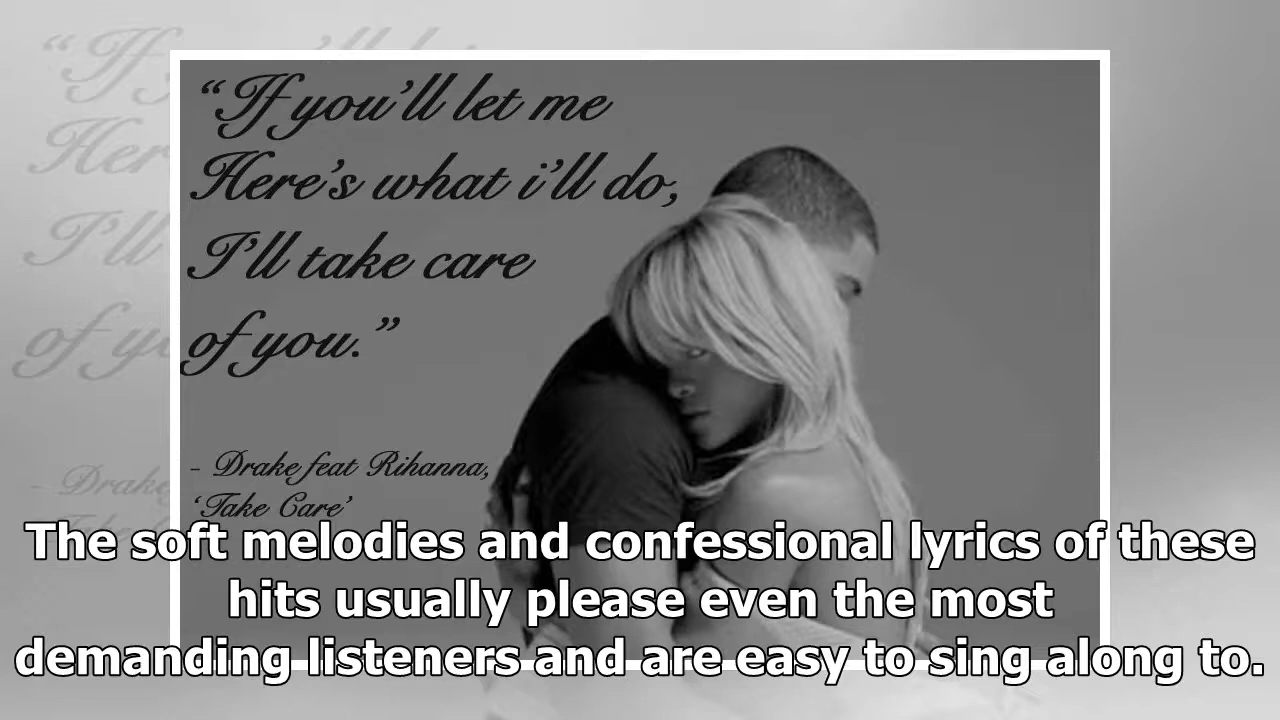 “If you’ll let me
Here’s what i’ll do,
I’ll take care
of you.”
- Drake feat Rihanna,
‘Take Care’
The soft melodies and confessional lyrics of these
hits usually please even the most
demanding listeners and are easy to sing along to.